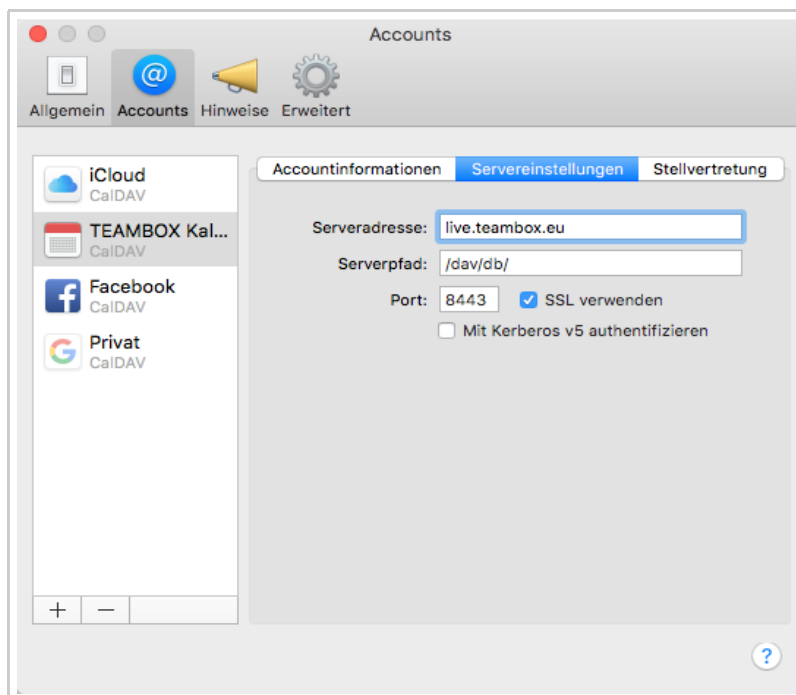 Accounts
Allgemein Accounts Hinweise Erweitert
iCloud
CalDAV
TEAMBOX Kal...
CalDAV
Facebook
CalDAV
Privat
CalDAV
Accountinformationen Servereinstellungen Stellvertretung
Serveradresse: live.teambox.eu
Serverpfad: /dav/db/
Port: 8443 SSL verwenden
Mit Kerberos v5 authentifizieren
+ −
?